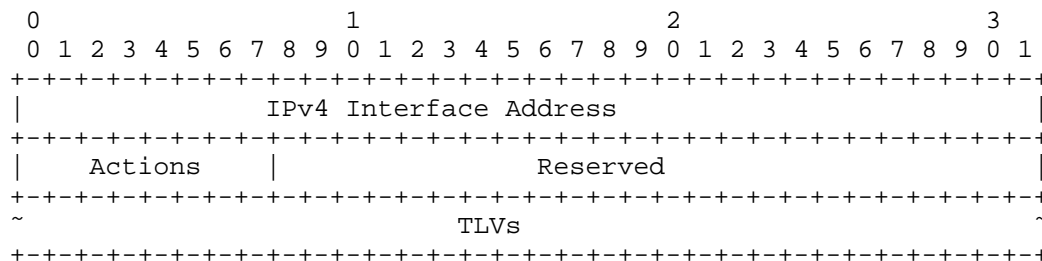 0                   1                   2                   3
 0 1 2 3 4 5 6 7 8 9 0 1 2 3 4 5 6 7 8 9 0 1 2 3 4 5 6 7 8 9 0 1
+-+-+-+-+-+-+-+-+-+-+-+-+-+-+-+-+-+-+-+-+-+-+-+-+-+-+-+-+-+-+-+-+
|               IPv4 Interface Address                          |
+-+-+-+-+-+-+-+-+-+-+-+-+-+-+-+-+-+-+-+-+-+-+-+-+-+-+-+-+-+-+-+-+
|    Actions    |                Reserved                       |
+-+-+-+-+-+-+-+-+-+-+-+-+-+-+-+-+-+-+-+-+-+-+-+-+-+-+-+-+-+-+-+-+
~                           TLVs                                ~
+-+-+-+-+-+-+-+-+-+-+-+-+-+-+-+-+-+-+-+-+-+-+-+-+-+-+-+-+-+-+-+-+